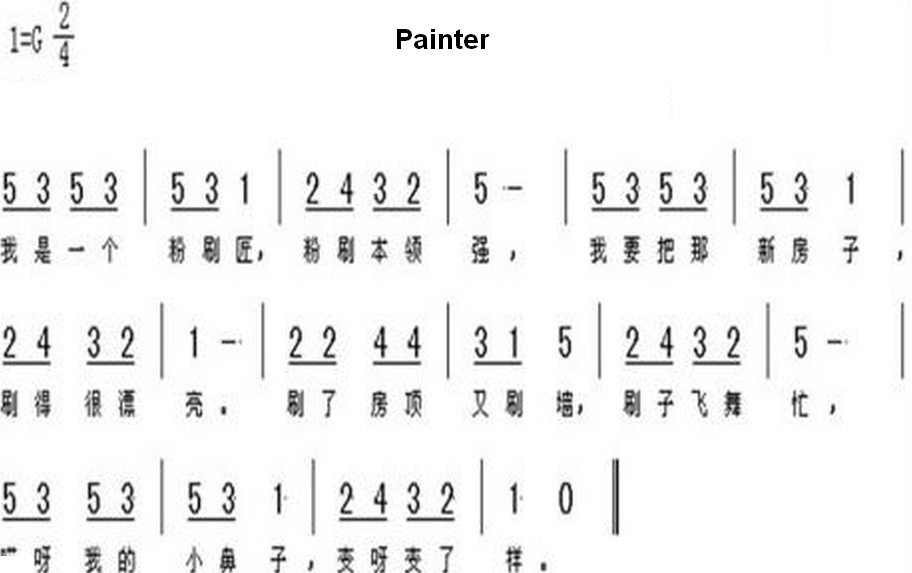 Painter
1=G 2/4
5 3 5 3 | 5 3 1 | 2 4 3 2 | 5 - | 5 3 5 3 | 5 3 1 |
我是一个 粉刷匠, 粉刷本领 强, 我要把那 新房子,
2 4 3 2 | 1 - | 2 2 4 4 | 3 1 5 | 2 4 3 2 | 5 - |
刷得很漂 亮。 刷了房顶 又刷墙, 刷子飞舞 忙,
5 3 5 3 | 5 3 1 | 2 4 3 2 | 1 0 ‖
呀我的 小鼻子, 变呀变了 样。